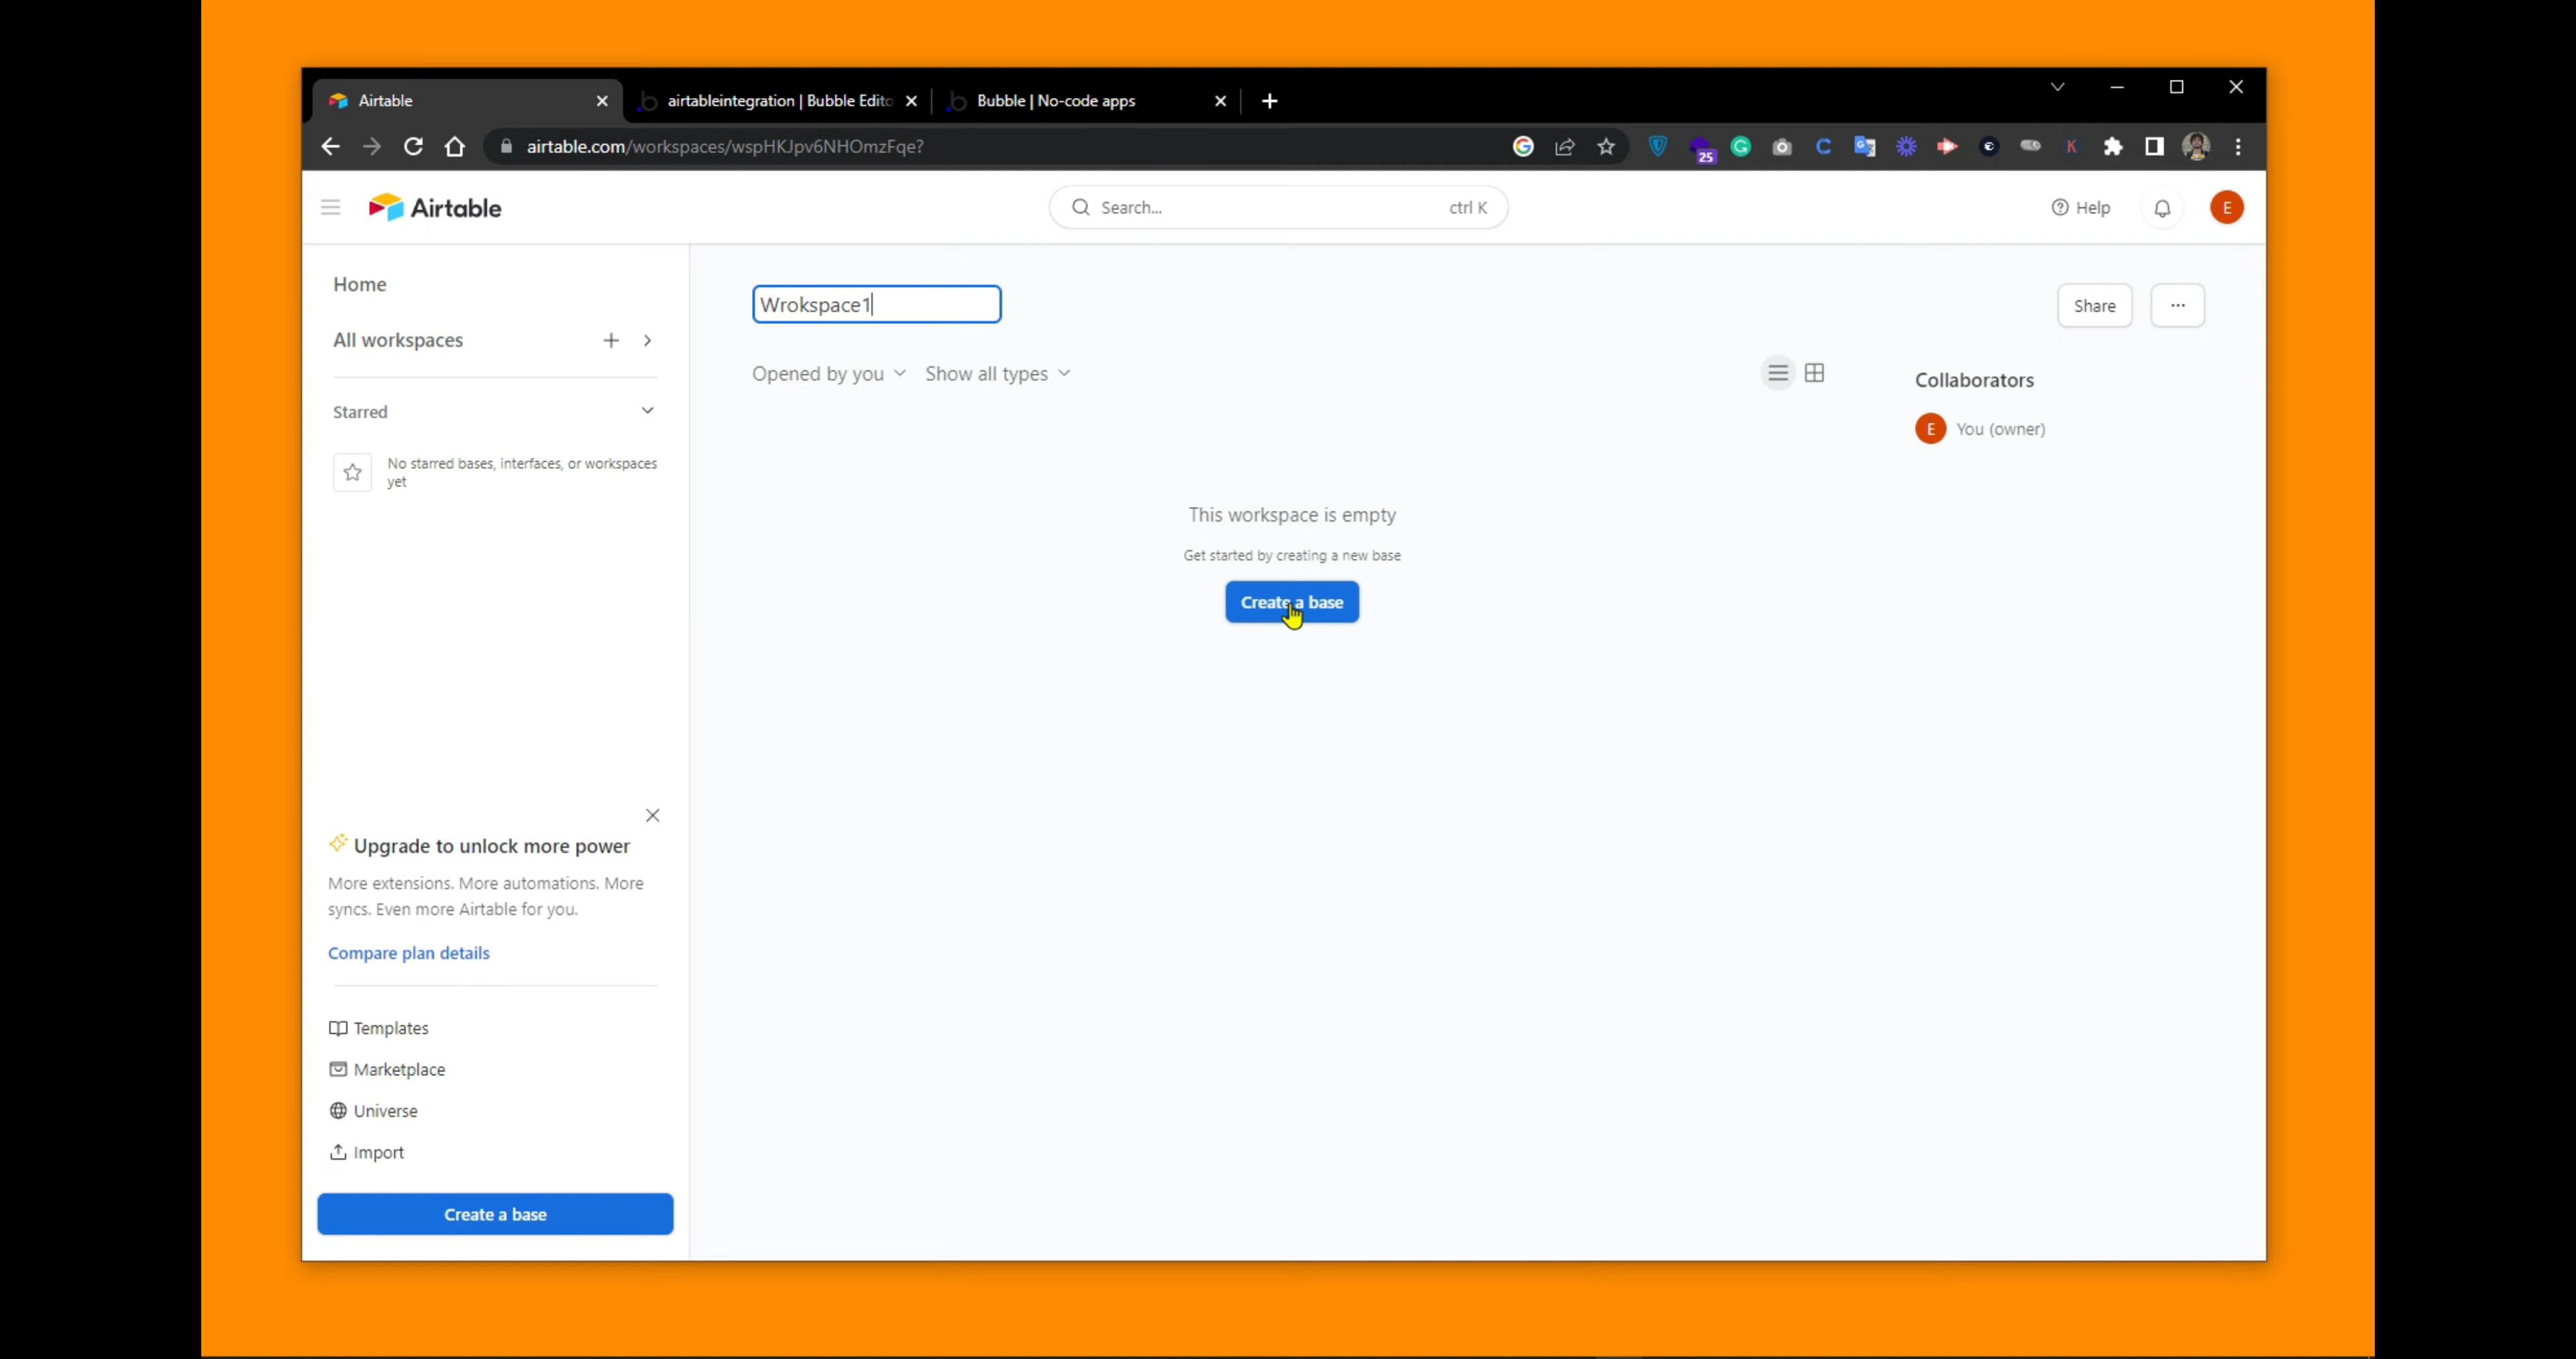 Airtable
airtableintegration | Bubble Edito
Bubble | No-code apps
airtable.com/workspaces/wspHKJpv6NHOmzFqe?
25
Airtable
Search...
ctrl K
Help
E
Home
Wrokspace1
Share
All workspaces
Opened by you
Show all types
Collaborators
Starred
E
You (owner)
No starred bases, interfaces, or workspaces
yet
This workspace is empty
Get started by creating a new base
Create a base
Upgrade to unlock more power
More extensions. More automations. More
syncs. Even more Airtable for you.
Compare plan details
Templates
Marketplace
Universe
Import
Create a base